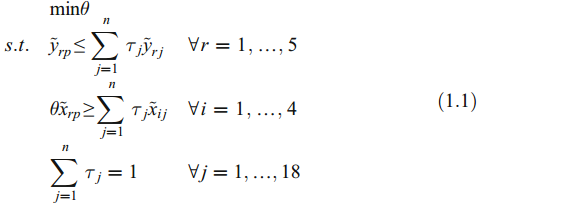 minθ
s.t. ỹ_rp ≤ ∑_{j=1}^{n} τ_j ỹ_rj ∀r = 1, …, 5
θx̃_rp ≥ ∑_{j=1}^{n} τ_j x̃_ij ∀i = 1, …, 4 (1.1)
∑_{j=1}^{n} τ_j = 1 ∀j = 1, …, 18